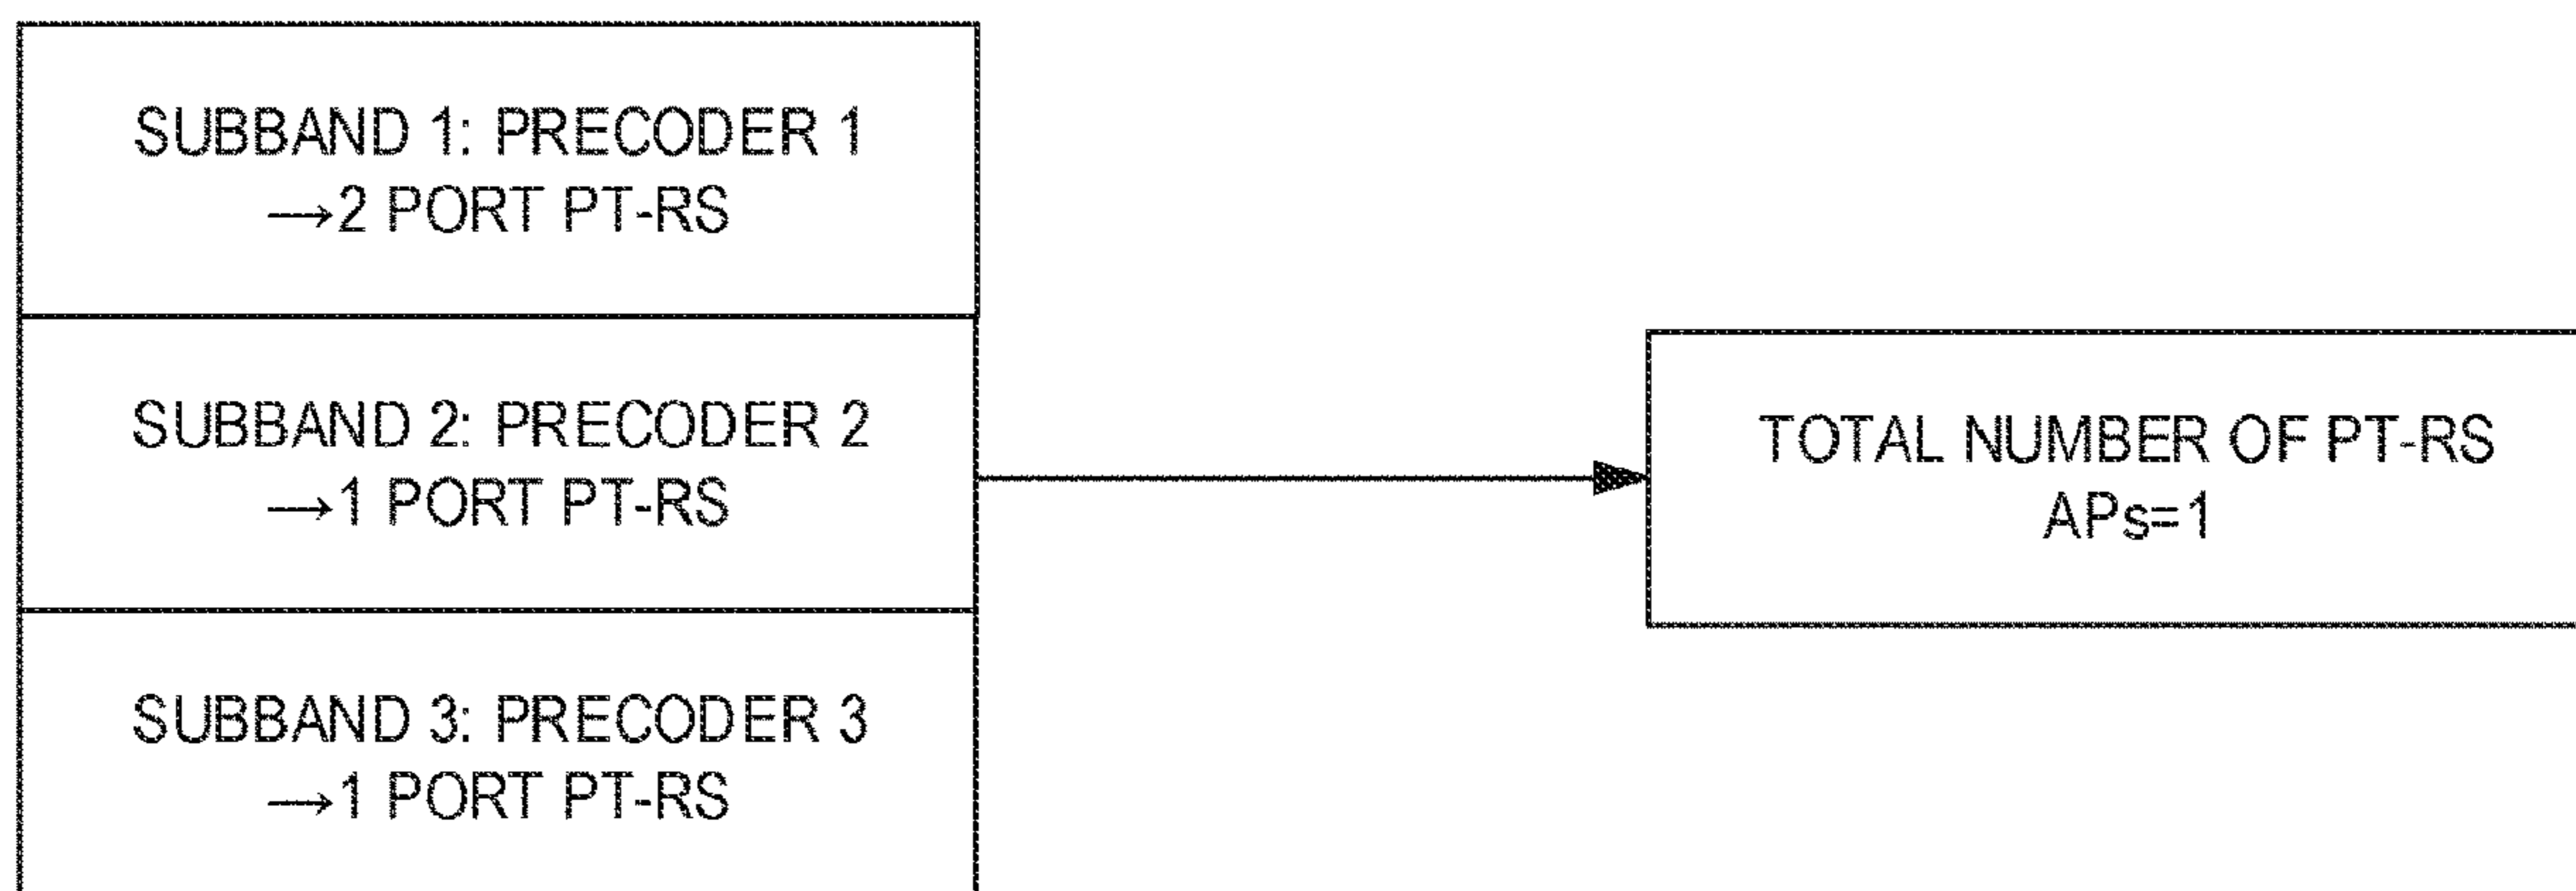 SUBBAND 1: PRECODER 1
→2 PORT PT-RS
SUBBAND 2: PRECODER 2
→1 PORT PT-RS
SUBBAND 3: PRECODER 3
→1 PORT PT-RS
TOTAL NUMBER OF PT-RS
APs=1